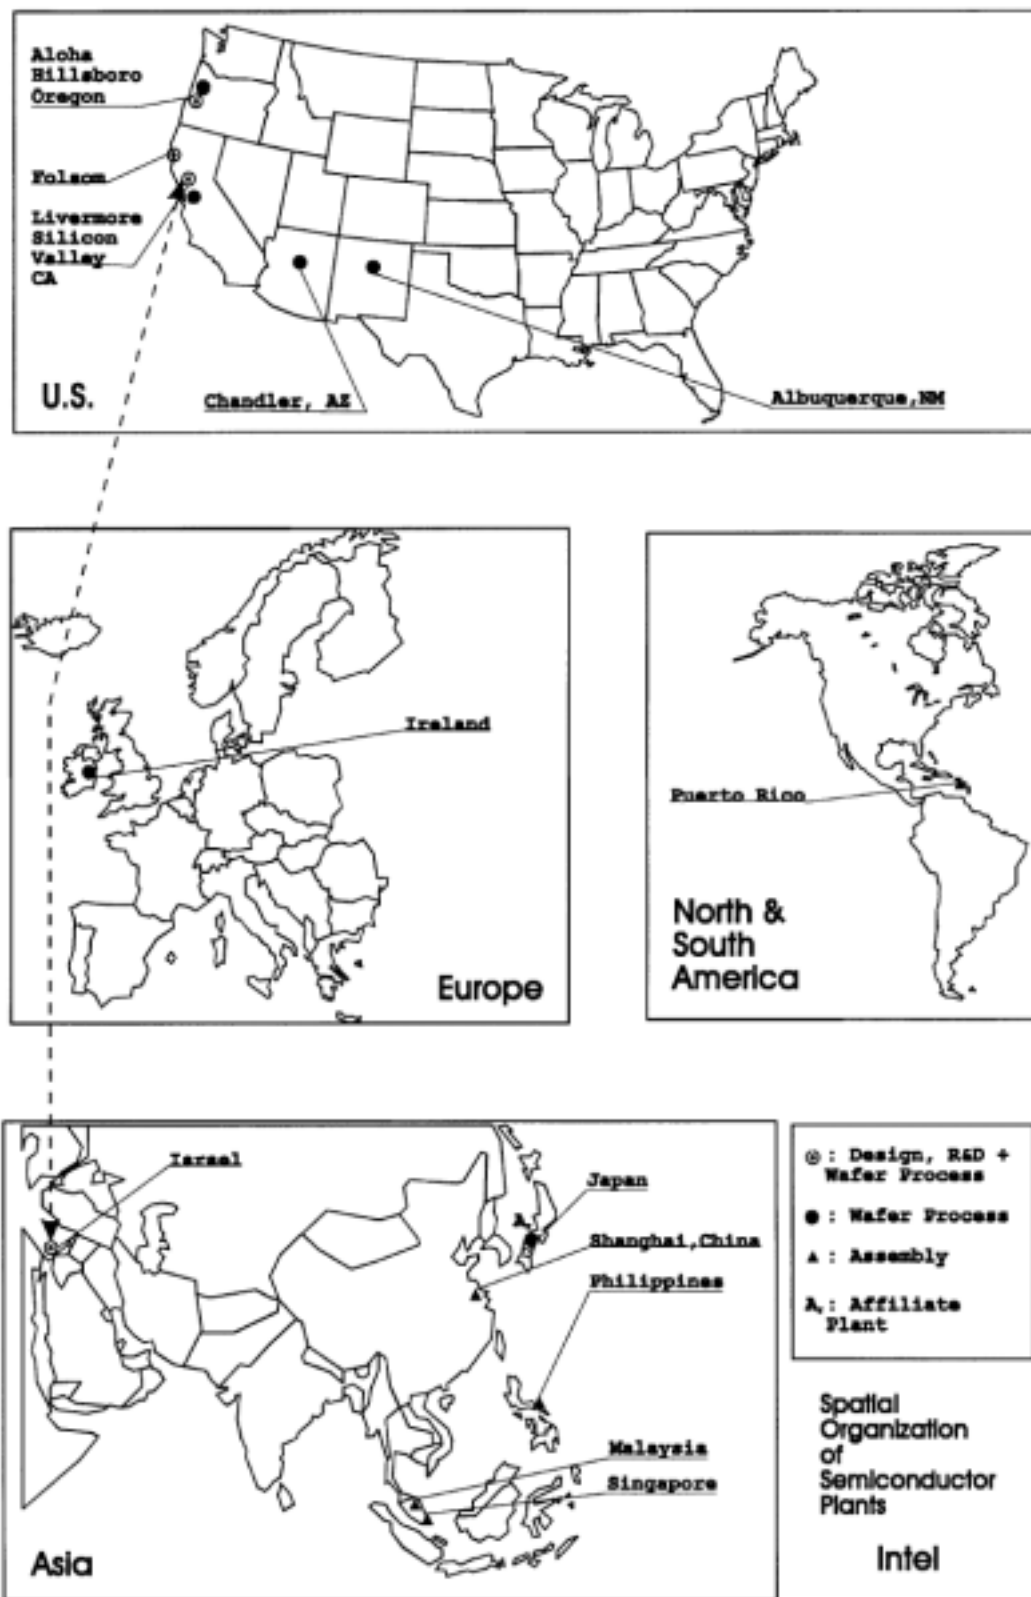 Aloha
Hillsboro
Oregon
Folsom
Livermore
Silicon
Valley
CA
U.S.
Chandler, AZ
Albuquerque,NM
Ireland
Europe
Puerto Rico
North &
South
America
Israel
Japan
A.
Shanghai,China
Philippines
Malaysia
Singapore
Asia
: Design, R&D +
Wafer Process
: Wafer Process
: Assembly
A.: Affiliate
Plant
Spatial
Organization
of
Semiconductor
Plants
Intel